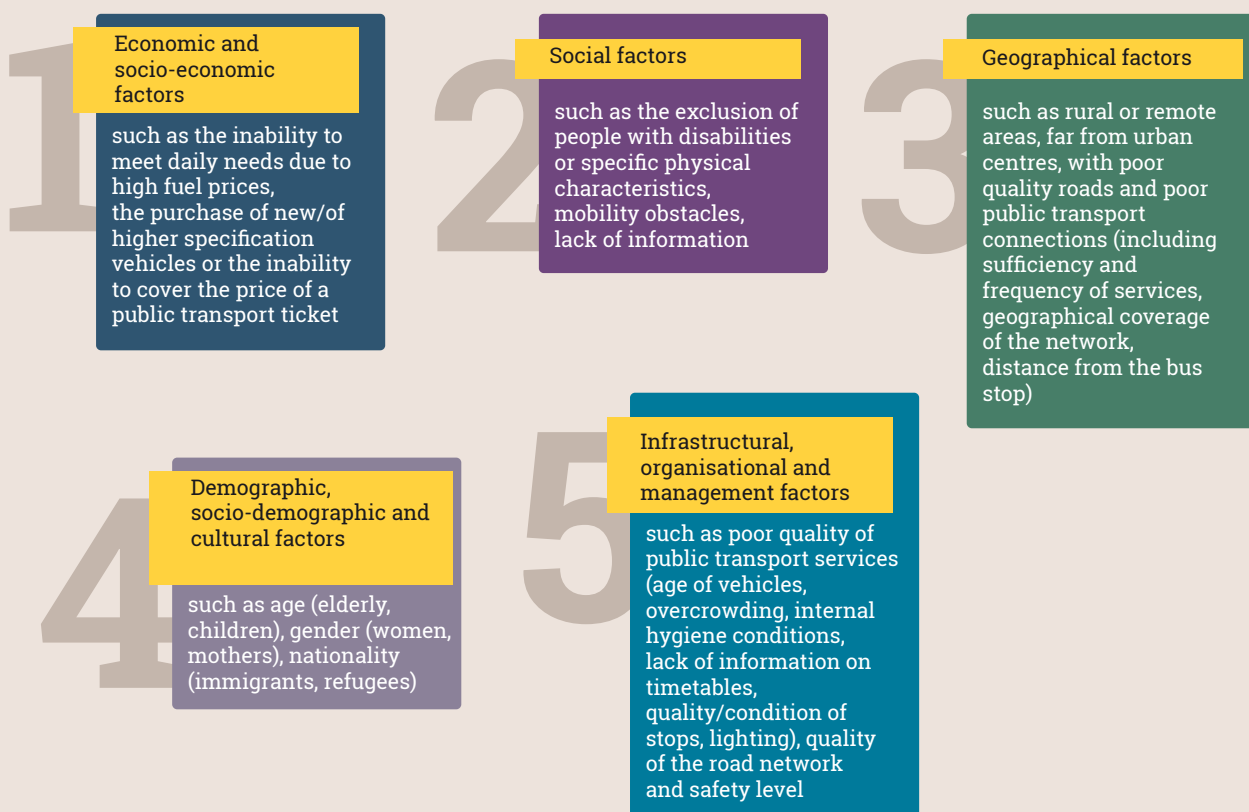 1
Economic and
socio-economic
factors
such as the inability to
meet daily needs due to
high fuel prices,
the purchase of new/of
higher specification
vehicles or the inability
to cover the price of a
public transport ticket
2
Social factors
such as the exclusion of
people with disabilities
or specific physical
characteristics,
mobility obstacles,
lack of information
3
Geographical factors
such as rural or remote
areas, far from urban
centres, with poor
quality roads and poor
public transport
connections (including
sufficiency and
frequency of services,
geographical coverage
of the network,
distance from the bus
stop)
4
Demographic,
socio-demographic and
cultural factors
such as age (elderly,
children), gender (women,
mothers), nationality
(immigrants, refugees)
5
Infrastructural,
organisational and
management factors
such as poor quality of
public transport services
(age of vehicles,
overcrowding, internal
hygiene conditions,
lack of information on
timetables,
quality/condition of
stops, lighting), quality
of the road network
and safety level